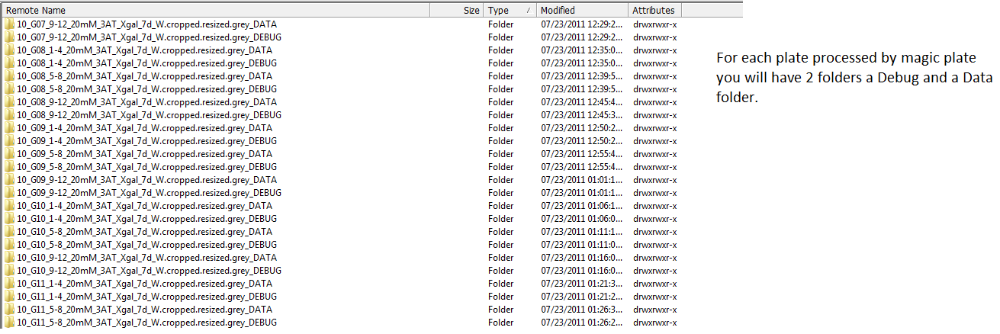 Remote Name Size Type / Modified Attributes
10_G07_9-12_20mM_3AT_Xgal_7d_W.cropped.resized.grey_DATA Folder 07/23/2011 12:29:2... drwxrwxr-x
10_G07_9-12_20mM_3AT_Xgal_7d_W.cropped.resized.grey_DEBUG Folder 07/23/2011 12:29:2... drwxrwxr-x
10_G08_1-4_20mM_3AT_Xgal_7d_W.cropped.resized.grey_DATA Folder 07/23/2011 12:35:0... drwxrwxr-x
10_G08_1-4_20mM_3AT_Xgal_7d_W.cropped.resized.grey_DEBUG Folder 07/23/2011 12:35:0... drwxrwxr-x
10_G08_5-8_20mM_3AT_Xgal_7d_W.cropped.resized.grey_DATA Folder 07/23/2011 12:39:5... drwxrwxr-x
10_G08_5-8_20mM_3AT_Xgal_7d_W.cropped.resized.grey_DEBUG Folder 07/23/2011 12:39:5... drwxrwxr-x
10_G08_9-12_20mM_3AT_Xgal_7d_W.cropped.resized.grey_DATA Folder 07/23/2011 12:45:4... drwxrwxr-x
10_G08_9-12_20mM_3AT_Xgal_7d_W.cropped.resized.grey_DEBUG Folder 07/23/2011 12:45:3... drwxrwxr-x
10_G09_1-4_20mM_3AT_Xgal_7d_W.cropped.resized.grey_DATA Folder 07/23/2011 12:50:2... drwxrwxr-x
10_G09_1-4_20mM_3AT_Xgal_7d_W.cropped.resized.grey_DEBUG Folder 07/23/2011 12:50:2... drwxrwxr-x
10_G09_5-8_20mM_3AT_Xgal_7d_W.cropped.resized.grey_DATA Folder 07/23/2011 12:55:4... drwxrwxr-x
10_G09_5-8_20mM_3AT_Xgal_7d_W.cropped.resized.grey_DEBUG Folder 07/23/2011 12:55:4... drwxrwxr-x
10_G09_9-12_20mM_3AT_Xgal_7d_W.cropped.resized.grey_DATA Folder 07/23/2011 01:01:1... drwxrwxr-x
10_G09_9-12_20mM_3AT_Xgal_7d_W.cropped.resized.grey_DEBUG Folder 07/23/2011 01:01:1... drwxrwxr-x
10_G10_1-4_20mM_3AT_Xgal_7d_W.cropped.resized.grey_DATA Folder 07/23/2011 01:06:1... drwxrwxr-x
10_G10_1-4_20mM_3AT_Xgal_7d_W.cropped.resized.grey_DEBUG Folder 07/23/2011 01:06:0... drwxrwxr-x
10_G10_5-8_20mM_3AT_Xgal_7d_W.cropped.resized.grey_DATA Folder 07/23/2011 01:11:1... drwxrwxr-x
10_G10_5-8_20mM_3AT_Xgal_7d_W.cropped.resized.grey_DEBUG Folder 07/23/2011 01:11:0... drwxrwxr-x
10_G10_9-12_20mM_3AT_Xgal_7d_W.cropped.resized.grey_DATA Folder 07/23/2011 01:16:0... drwxrwxr-x
10_G10_9-12_20mM_3AT_Xgal_7d_W.cropped.resized.grey_DEBUG Folder 07/23/2011 01:16:0... drwxrwxr-x
10_G11_1-4_20mM_3AT_Xgal_7d_W.cropped.resized.grey_DATA Folder 07/23/2011 01:21:3... drwxrwxr-x
10_G11_1-4_20mM_3AT_Xgal_7d_W.cropped.resized.grey_DEBUG Folder 07/23/2011 01:21:2... drwxrwxr-x
10_G11_5-8_20mM_3AT_Xgal_7d_W.cropped.resized.grey_DATA Folder 07/23/2011 01:26:3... drwxrwxr-x
10_G11_5-8_20mM_3AT_Xgal_7d_W.cropped.resized.grey_DEBUG Folder 07/23/2011 01:26:2... drwxrwxr-x
For each plate processed by magic plate
you will have 2 folders a Debug and a Data
folder.